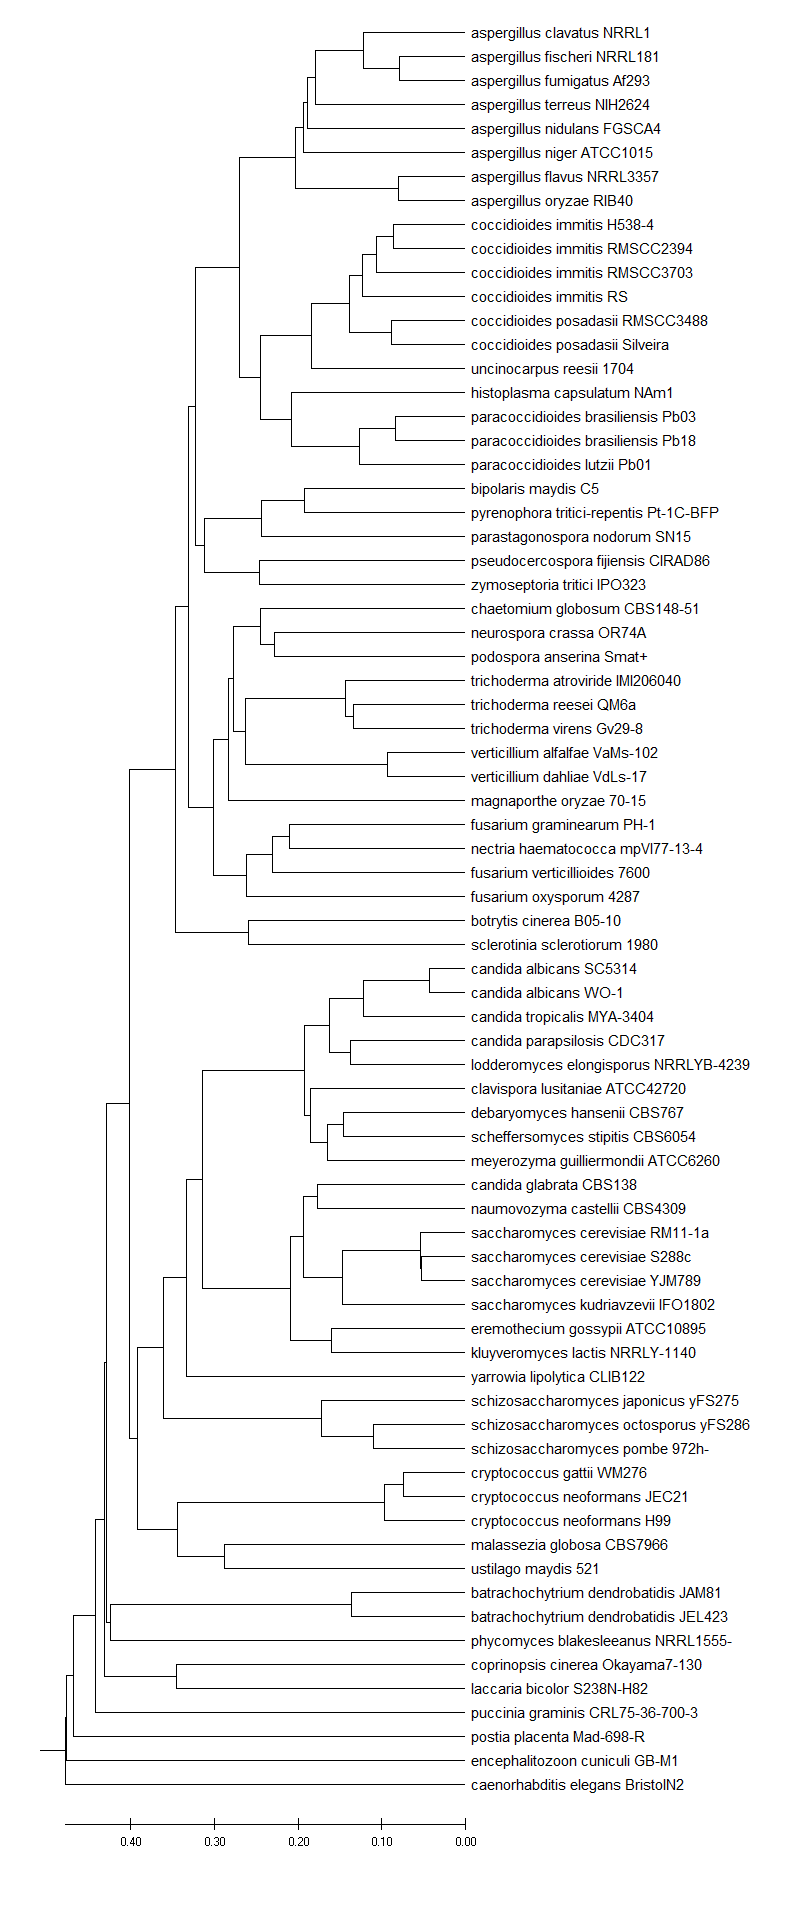 aspergillus clavatus NRRL1
aspergillus fischeri NRRL181
aspergillus fumigatus Af293
aspergillus terreus NIH2624
aspergillus nidulans FGSCA4
aspergillus niger ATCC1015
aspergillus flavus NRRL3357
aspergillus oryzae RIB40
coccidioides immitis H538-4
coccidioides immitis RMSCC2394
coccidioides immitis RMSCC3703
coccidioides immitis RS
coccidioides posadasii RMSCC3488
coccidioides posadasii Silveira
uncinocarpus reesii 1704
histoplasma capsulatum NAm1
paracoccidioides brasiliensis Pb03
paracoccidioides brasiliensis Pb18
paracoccidioides lutzii Pb01
bipolaris maydis C5
pyrenophora tritici-repentis Pt-1C-BFP
parastagonospora nodorum SN15
pseudocercospora fijiensis CIRAD86
zymoseptoria tritici IPO323
chaetomium globosum CBS148-51
neurospora crassa OR74A
podospora anserina Smat+
trichoderma atroviride IMI206040
trichoderma reesei QM6a
trichoderma virens Gv29-8
verticillium alfalfae VaMs-102
verticillium dahliae VdLs-17
magnaporthe oryzae 70-15
fusarium graminearum PH-1
nectria haematococca mpVI77-13-4
fusarium verticillioides 7600
fusarium oxysporum 4287
botrytis cinerea B05-10
sclerotinia sclerotiorum 1980
candida albicans SC5314
candida albicans WO-1
candida tropicalis MYA-3404
candida parapsilosis CDC317
lodderomyces elongisporus NRRLYB-4239
clavispora lusitaniae ATCC42720
debaryomyces hansenii CBS767
scheffersomyces stipitis CBS6054
meyerozyma guilliermondii ATCC6260
candida glabrata CBS138
naumovozyma castellii CBS4309
saccharomyces cerevisiae RM11-1a
saccharomyces cerevisiae S288c
saccharomyces cerevisiae YJM789
saccharomyces kudriavzevii IFO1802
eremothecium gossypii ATCC10895
kluyveromyces lactis NRRLY-1140
yarrowia lipolytica CLIB122
schizosaccharomyces japonicus yFS275
schizosaccharomyces octosporus yFS286
schizosaccharomyces pombe 972h-
cryptococcus gattii WM276
cryptococcus neoformans JEC21
cryptococcus neoformans H99
malassezia globosa CBS7966
ustilago maydis 521
batrachochytrium dendrobatidis JAM81
batrachochytrium dendrobatidis JEL423
phycomyces blakesleeanus NRRL1555-
coprinopsis cinerea Okayama7-130
laccaria bicolor S238N-H82
puccinia graminis CRL75-36-700-3
postia placenta Mad-698-R
encephalitozoon cuniculi GB-M1
caenorhabditis elegans BristolN2
0.40 0.30 0.20 0.10 0.00